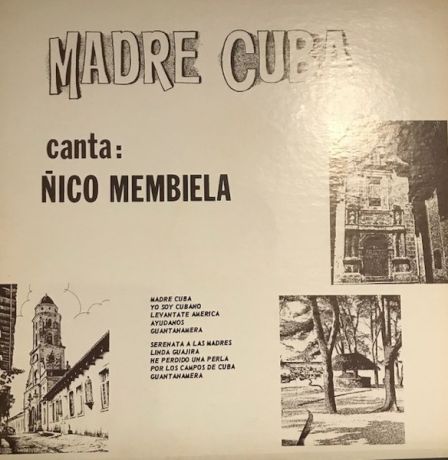 MADRE CUBA
canta:
ÑICO MEMBIELA
MADRE CUBA
YO SOY CUBANO
LEVANTATE AMERICA
AYUDANOS
GUANTANAMERA
SERENATA A LAS MADRES
LINDA GUAJIRA
HE PERDIDO UNA PERLA
POR LOS CAMPOS DE CUBA
GUANTANAMERA